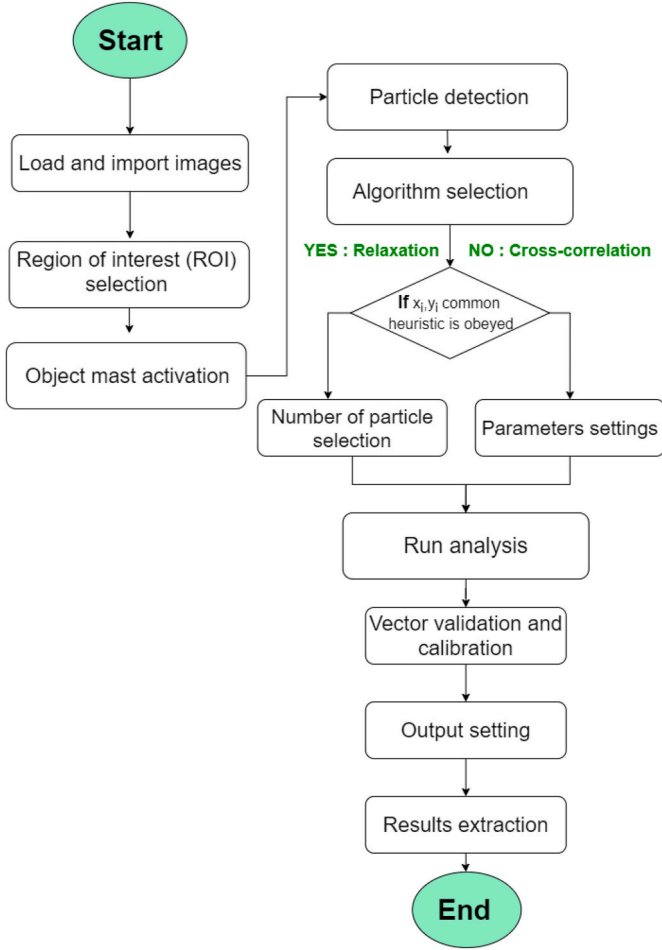 Start
Load and import images
Region of interest (ROI)
selection
Object mast activation
Particle detection
Algorithm selection
YES : Relaxation NO : Cross-correlation
If xi,yi common
heuristic is obeyed
Number of particle
selection
Parameters settings
Run analysis
Vector validation and
calibration
Output setting
Results extraction
End